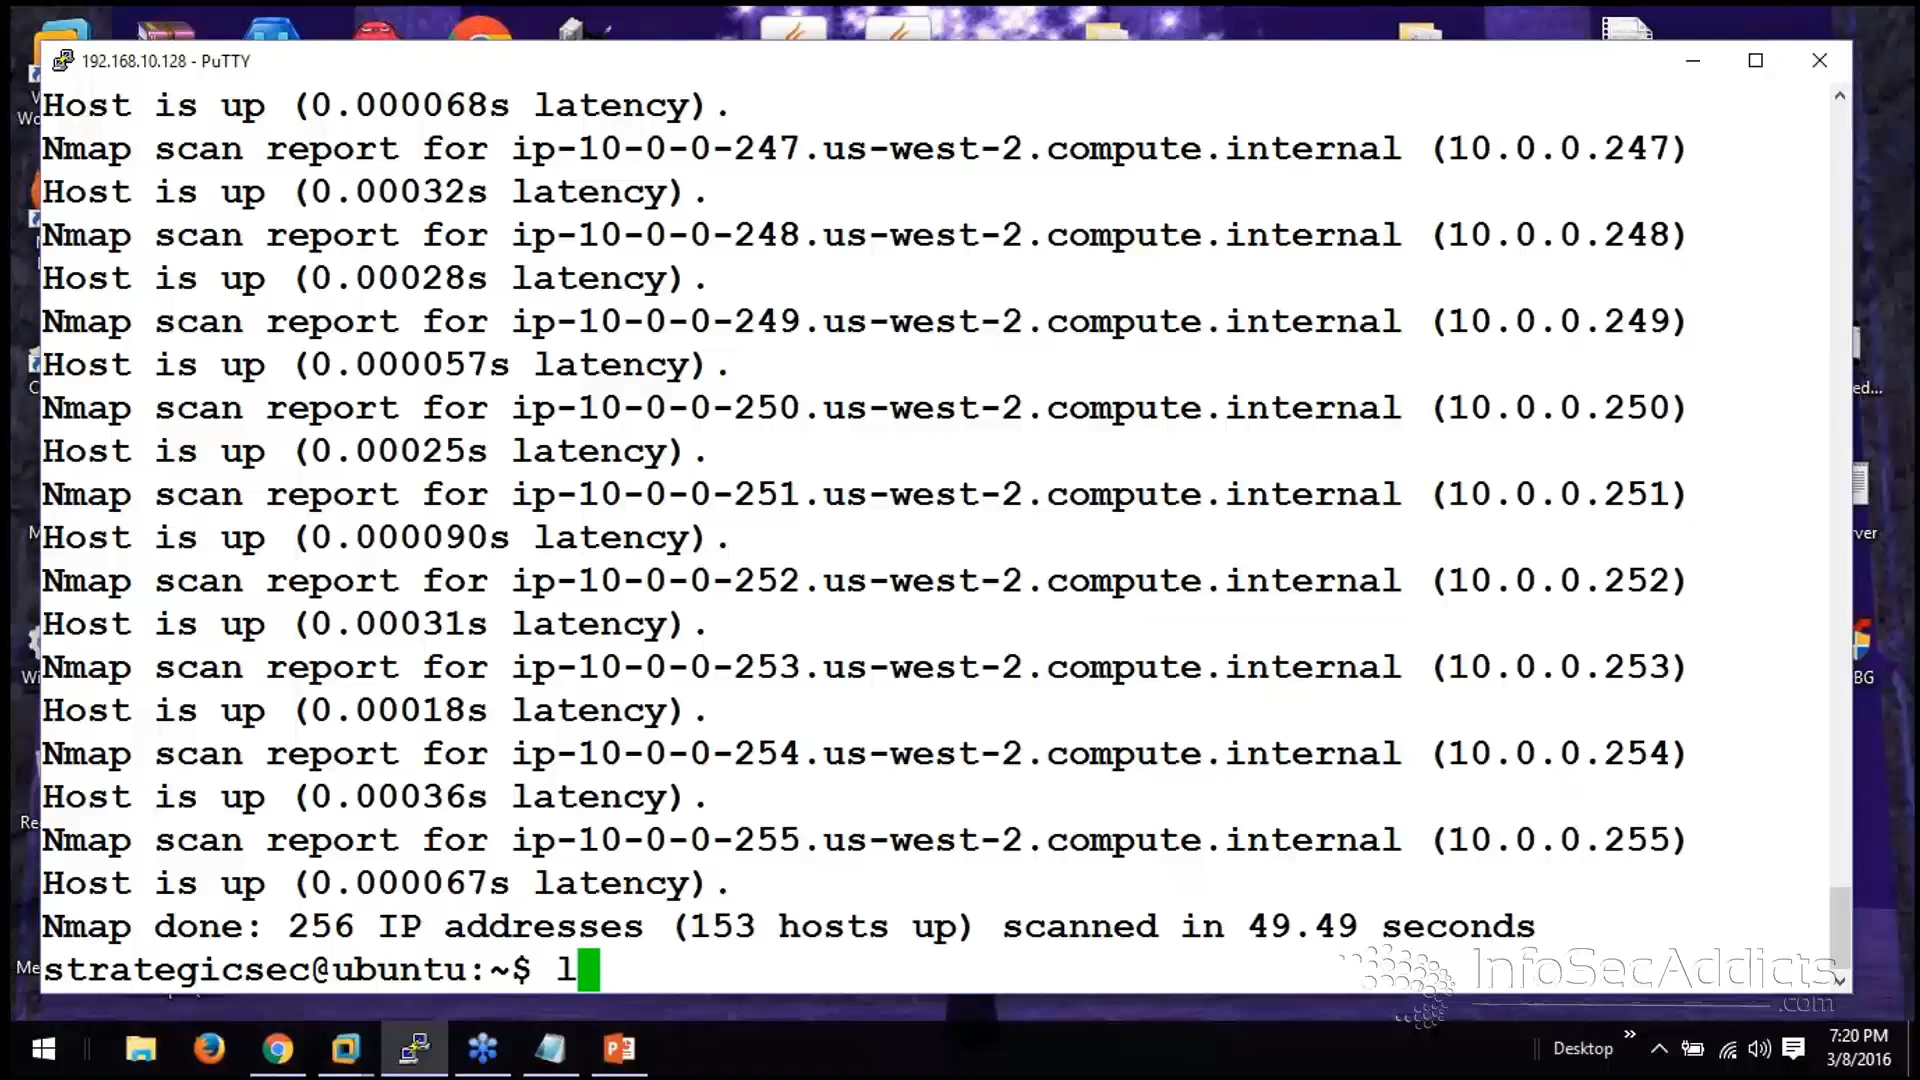 192.168.10.128 - PuTTY
Host is up (0.000068s latency).
Nmap scan report for ip-10-0-0-247.us-west-2.compute.internal (10.0.0.247)
Host is up (0.00032s latency).
Nmap scan report for ip-10-0-0-248.us-west-2.compute.internal (10.0.0.248)
Host is up (0.00028s latency).
Nmap scan report for ip-10-0-0-249.us-west-2.compute.internal (10.0.0.249)
Host is up (0.000057s latency).
Nmap scan report for ip-10-0-0-250.us-west-2.compute.internal (10.0.0.250)
Host is up (0.00025s latency).
Nmap scan report for ip-10-0-0-251.us-west-2.compute.internal (10.0.0.251)
Host is up (0.000090s latency).
Nmap scan report for ip-10-0-0-252.us-west-2.compute.internal (10.0.0.252)
Host is up (0.00031s latency).
Nmap scan report for ip-10-0-0-253.us-west-2.compute.internal (10.0.0.253)
Host is up (0.00018s latency).
Nmap scan report for ip-10-0-0-254.us-west-2.compute.internal (10.0.0.254)
Host is up (0.00036s latency).
Nmap scan report for ip-10-0-0-255.us-west-2.compute.internal (10.0.0.255)
Host is up (0.000067s latency).
Nmap done: 256 IP addresses (153 hosts up) scanned in 49.49 seconds
strategicsec@ubuntu:~$ l
InfoSecAddicts
.com
Desktop
7:20 PM
3/8/2016